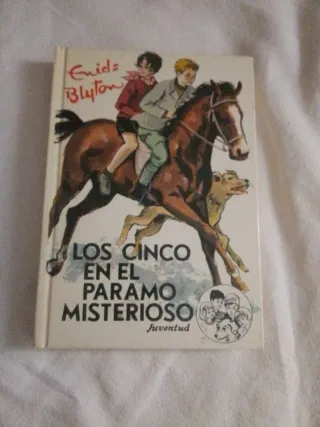 Enid
Blyton
LOS CINCO
EN EL
PARAMO
MISTERIOSO
Juventud